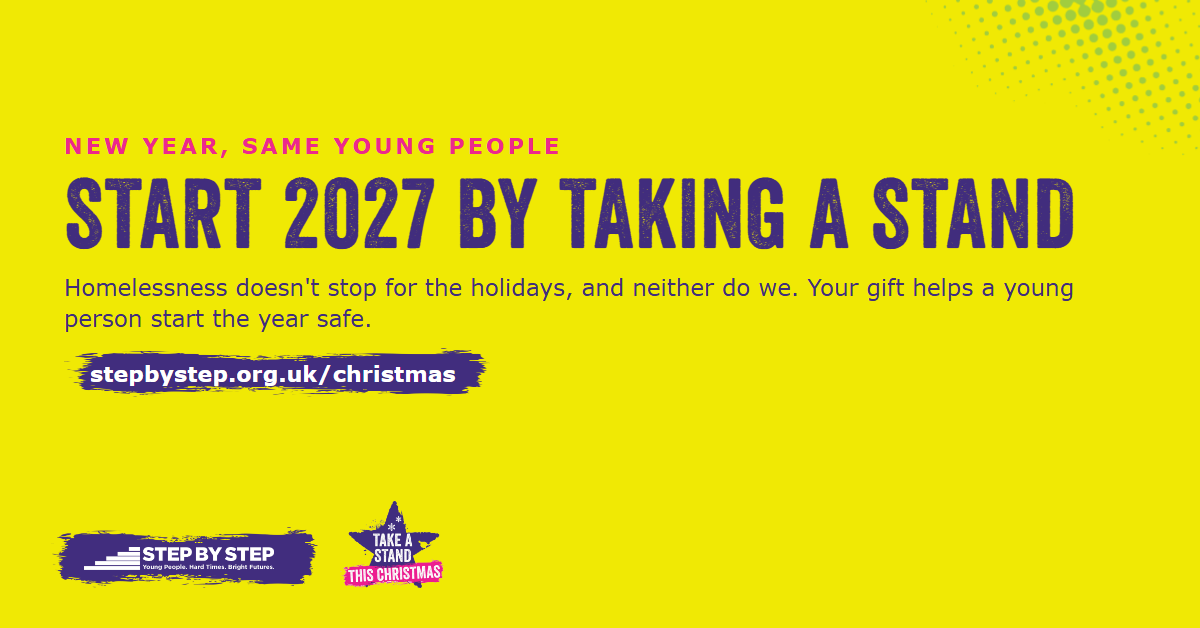 NEW YEAR, SAME YOUNG PEOPLE
START 2027 BY TAKING A STAND
Homelessness doesn't stop for the holidays, and neither do we. Your gift helps a young
person start the year safe.
stepbystep.org.uk/christmas
STEP BY STEP
Young People. Hard Times. Bright Futures.
TAKE A
STAND
THIS CHRISTMAS